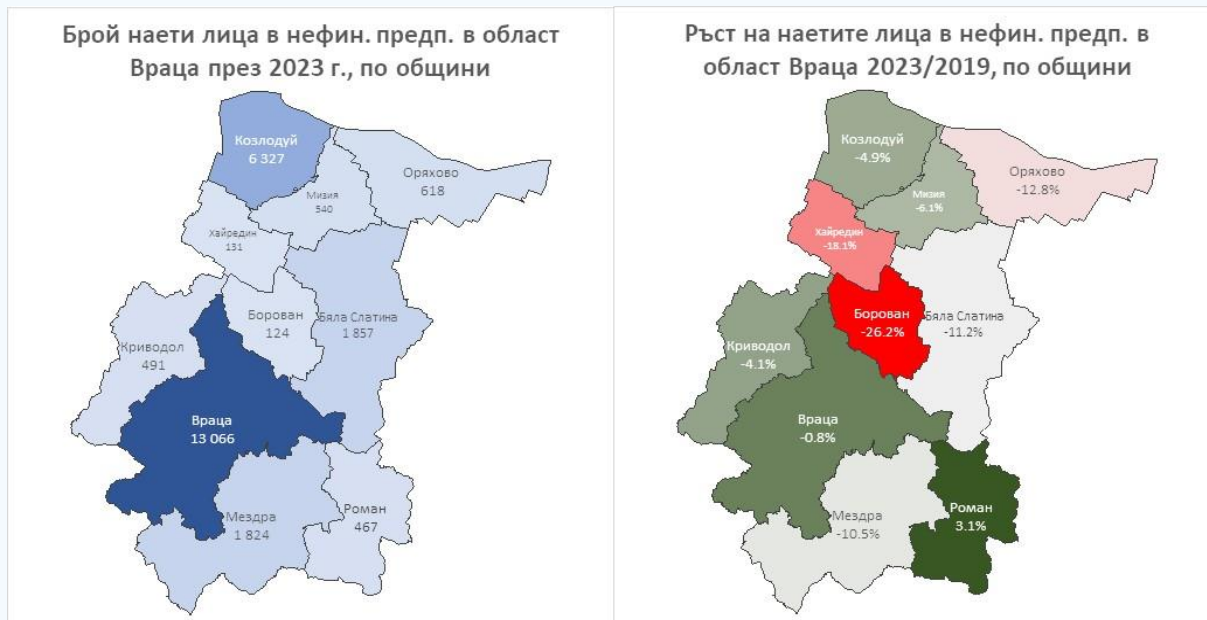 Брой наети лица в нефин. предп. в област
Враца през 2023 г., по общини
Козлодуй
6 327
Оряхово
618
Мизия
540
Хайредин
131
Борован
124
Бяла Слатина
1 857
Криводол
491
Враца
13 066
Мездра
1 824
Роман
467
Ръст на наетите лица в нефин. предп. в
област Враца 2023/2019, по общини
Козлодуй
-4.9%
Оряхово
-12.8%
Мизия
-6.1%
Хайредин
-18.1%
Борован
-26.2%
Бяла Слатина
-11.2%
Криводол
-4.1%
Враца
-0.8%
Мездра
-10.5%
Роман
3.1%